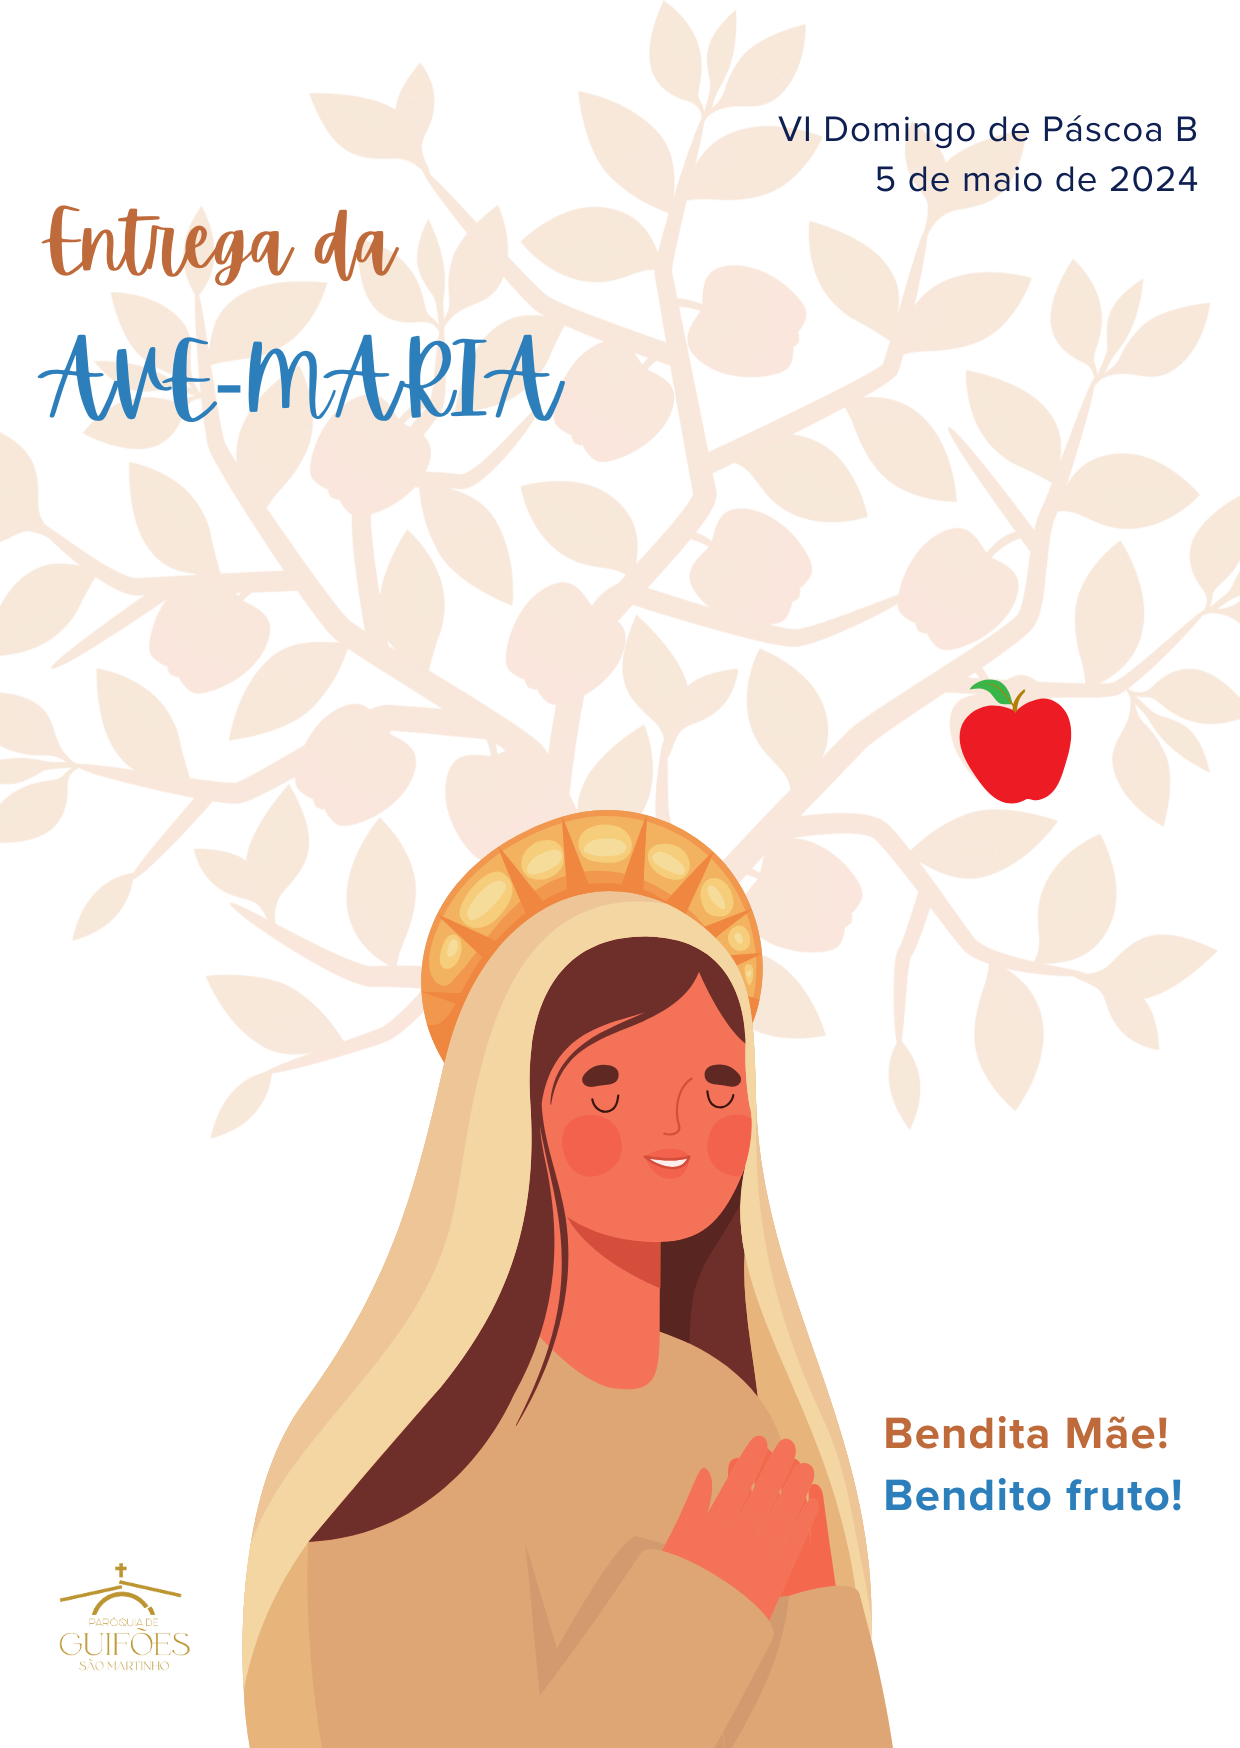 VI Domingo de Páscoa B
5 de maio de 2024
Entrega da
AVE-MARIA
Bendita Mãe!
Bendito fruto!
PARÓQUIA DE
GUIFÕES
SÃO MARTINHO